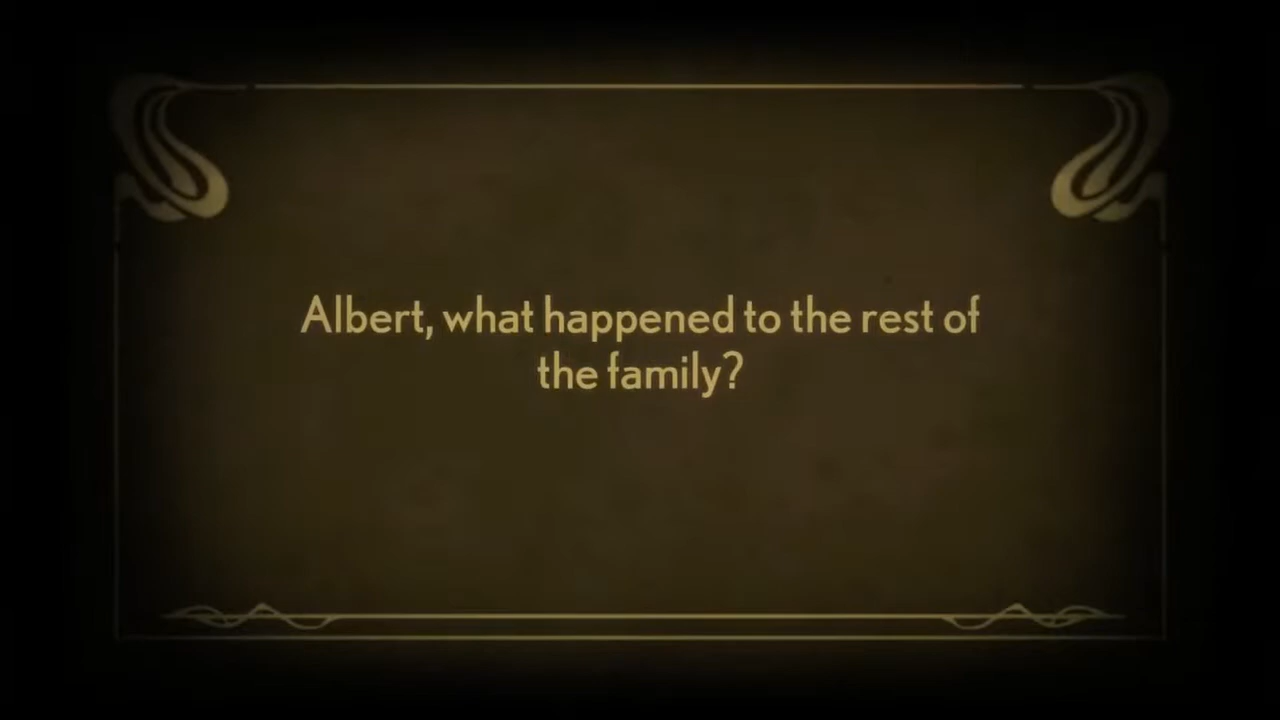 Albert, what happened to the rest of
the family?